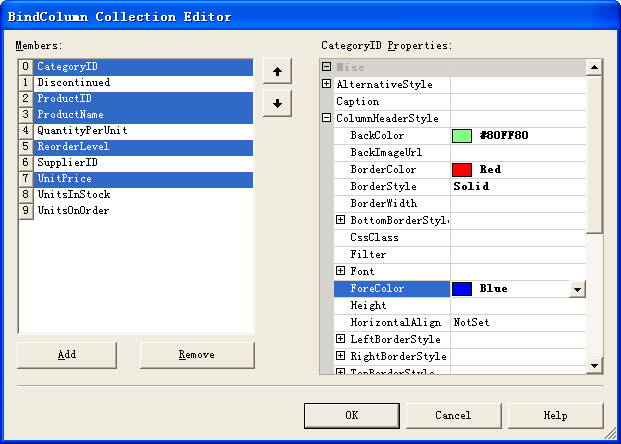 BindColumn Collection Editor
Members:
0 CategoryID
1 Discontinued
2 ProductID
3 ProductName
4 QuantityPerUnit
5 ReorderLevel
6 SupplierID
7 UnitPrice
8 UnitsInStock
9 UnitsOnOrder
Add Remove
CategoryID Properties:
Misc
AlternativeStyle
Caption
ColumnHeaderStyle
BackColor #80FF80
BackImageUrl
BorderColor Red
BorderStyle Solid
BorderWidth
BottomBorderStyle
CssClass
Filter
Font
ForeColor Blue
Height
HorizontalAlign NotSet
LeftBorderStyle
RightBorderStyle
TopBorderStyle
OK Cancel Help